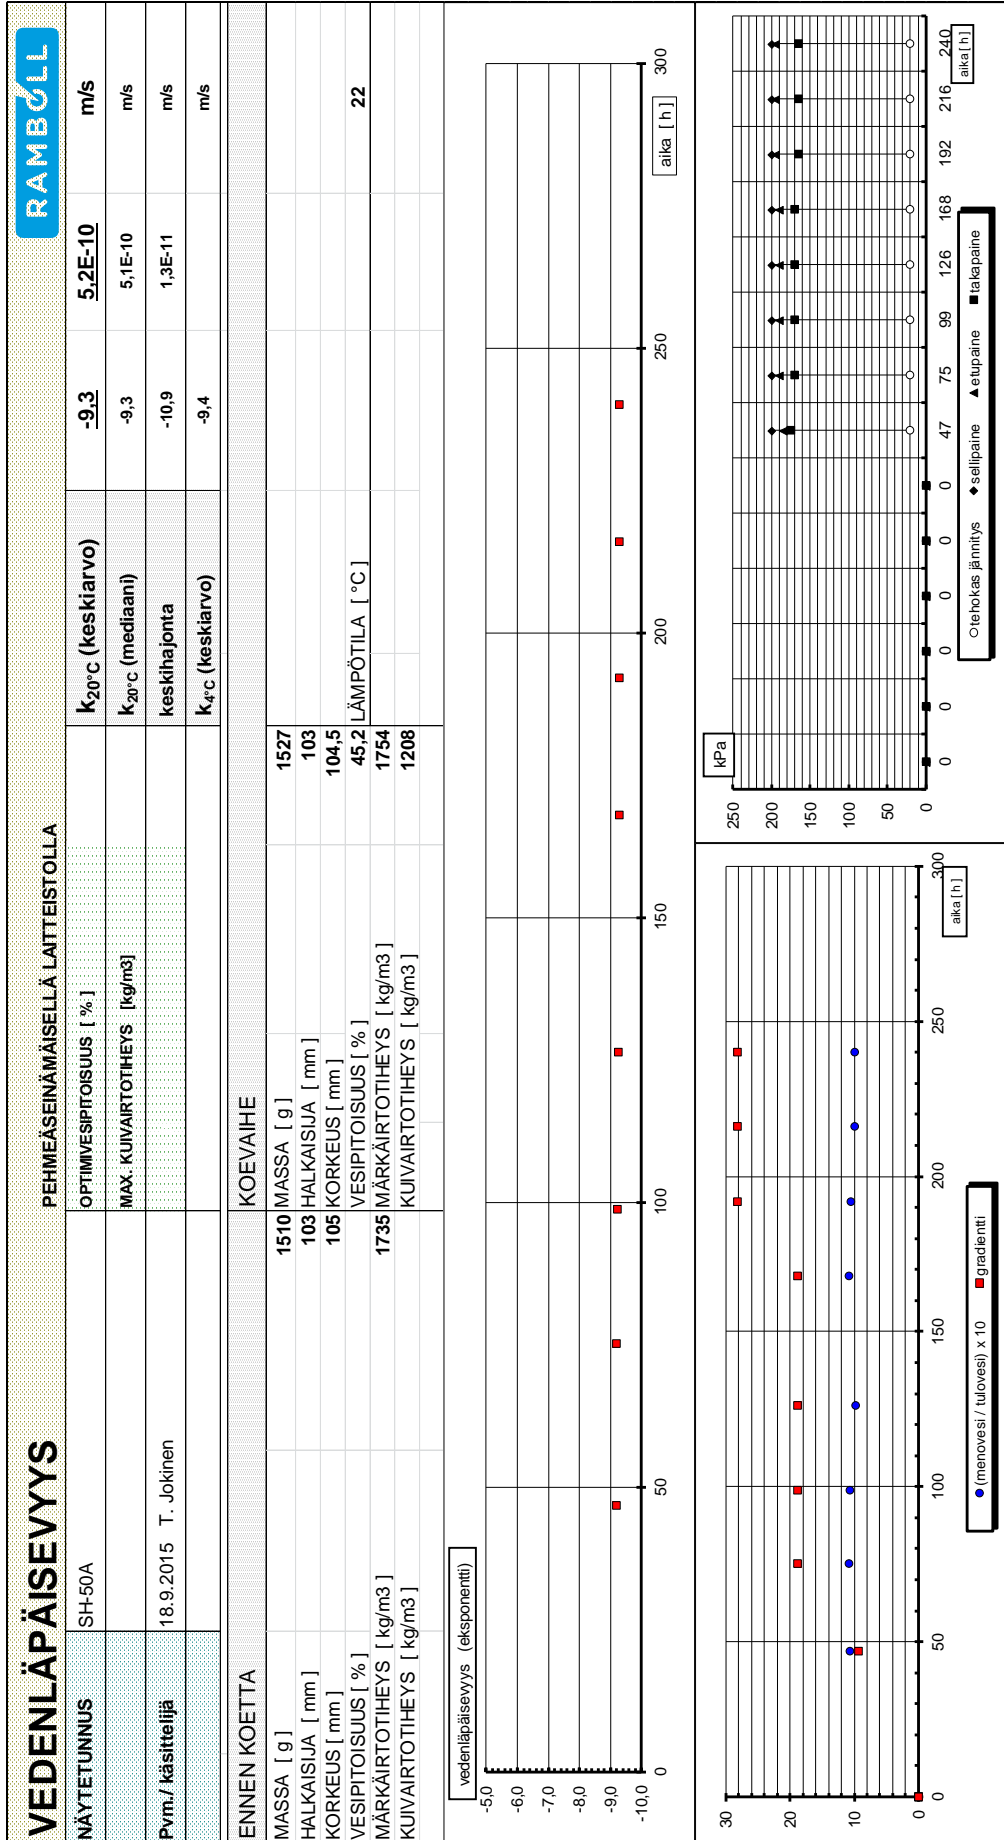 VEDENLÄPÄISEVYYS
PEHMEÄSEINÄMÄISELLÄ LAITTEISTOLLA
RAMBOLL
NÄYTETUNNUS SH-50A OPTIMIVESIPITOISUUS [ % ] k20°C (keskiarvo) -9,3 5,2E-10 m/s
MAX. KUIVAIRTOTIHEYS [kg/m3] k20°C (mediaani) -9,3 5,1E-10 m/s
Pvm./ käsittelijä 18.9.2015 T. Jokinen keskihajonta -10,9 1,3E-11 m/s
k4°C (keskiarvo) -9,4 m/s
ENNEN KOETTA KOEVAIHE
MASSA [ g ] 1510 MASSA [ g ] 1527
HALKAISIJA [ mm ] 103 HALKAISIJA [ mm ] 103
KORKEUS [ mm ] 105 KORKEUS [ mm ] 104,5
VESIPITOISUUS [ % ] VESIPITOISUUS [ % ] 45,2 LÄMPÖTILA [ °C ] 22
MÄRKÄIRTOTIHEYS [ kg/m3 ] 1735 MÄRKÄIRTOTIHEYS [ kg/m3 ] 1754
KUIVAIRTOTIHEYS [ kg/m3 ] KUIVAIRTOTIHEYS [ kg/m3 ] 1208
vedenläpäisevyys (eksponentti)
-5,0
-6,0
-7,0
-8,0
-9,0
-10,0
0 50 100 150 200 250 300
aika [ h ]
30
20
10
0
0 50 100 150 200 250 300
aika [ h ]
(menovesi / tulovesi) x 10 gradientti
kPa
250
200
150
100
50
0
0 0 0 0 0 0 47 75 99 126 168 192 216 240
aika [ h ]
tehokas jännitys sellipaine etupaine takapaine